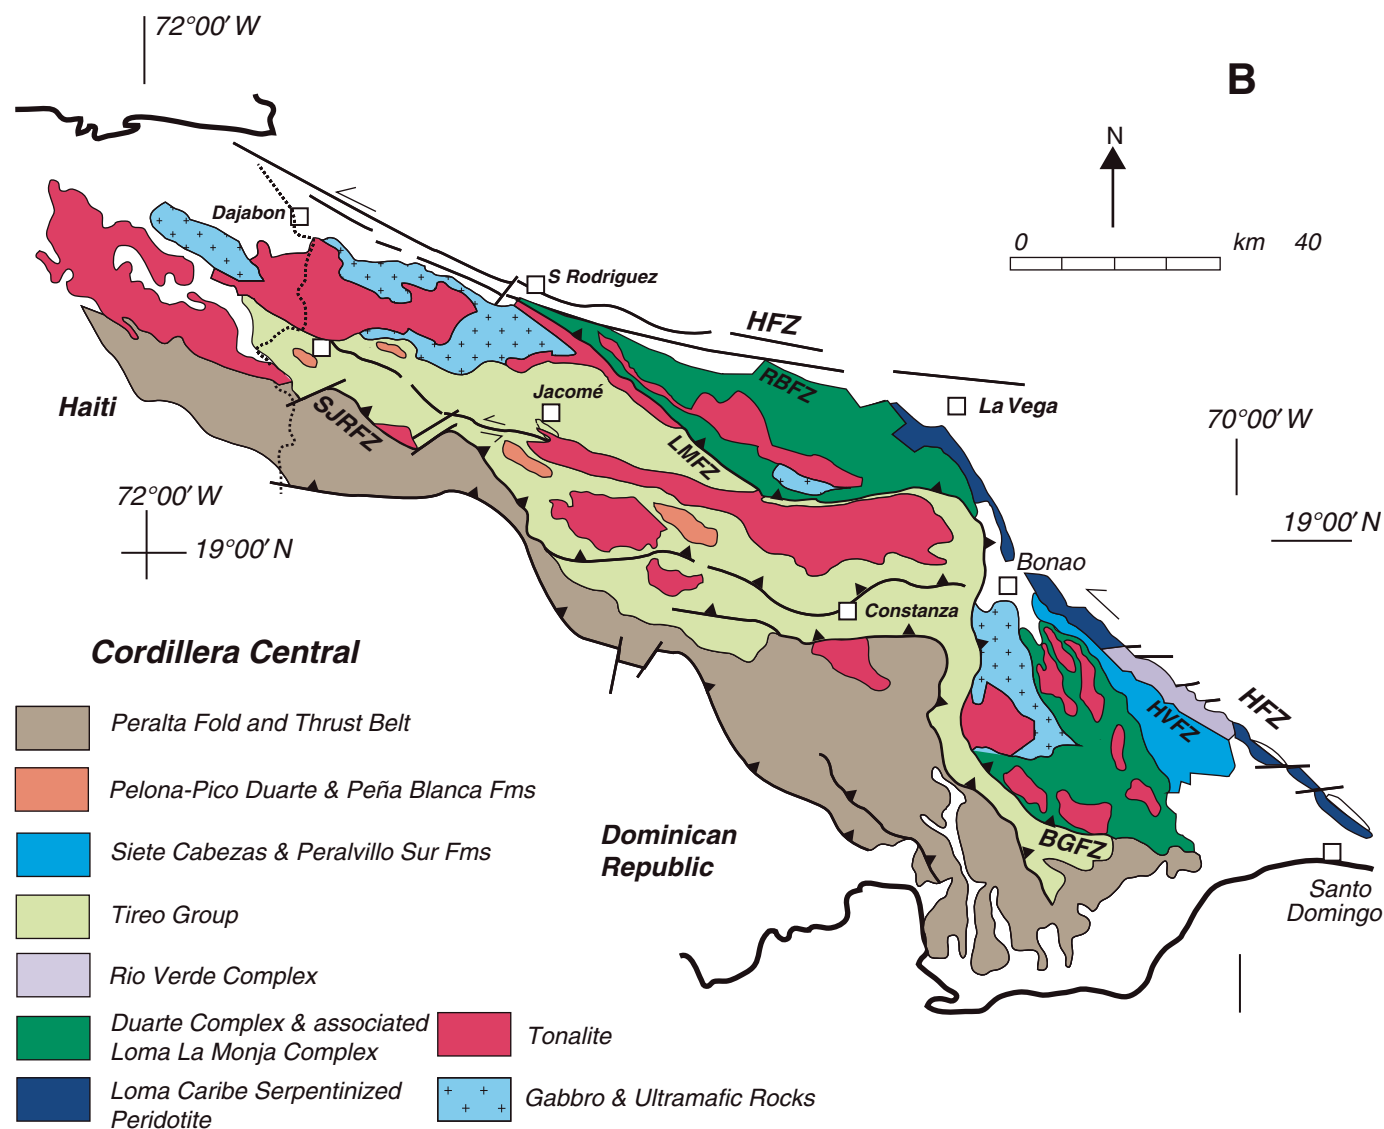 72°00′ W
B
N
0 km 40
Dajabon
S Rodriguez
HFZ
RBFZ
Haiti
SJRFZ
Jacomé
LMFZ
La Vega
70°00′ W
72°00′ W
19°00′ N
19°00′ N
Bonao
Constanza
Cordillera Central
HVFZ
HFZ
Peralta Fold and Thrust Belt
Pelona-Pico Duarte & Peña Blanca Fms
Siete Cabezas & Peralvillo Sur Fms
Dominican
Republic
BGFZ
Santo
Domingo
Tireo Group
Rio Verde Complex
Duarte Complex & associated
Loma La Monja Complex
Tonalite
Loma Caribe Serpentinized
Peridotite
Gabbro & Ultramafic Rocks